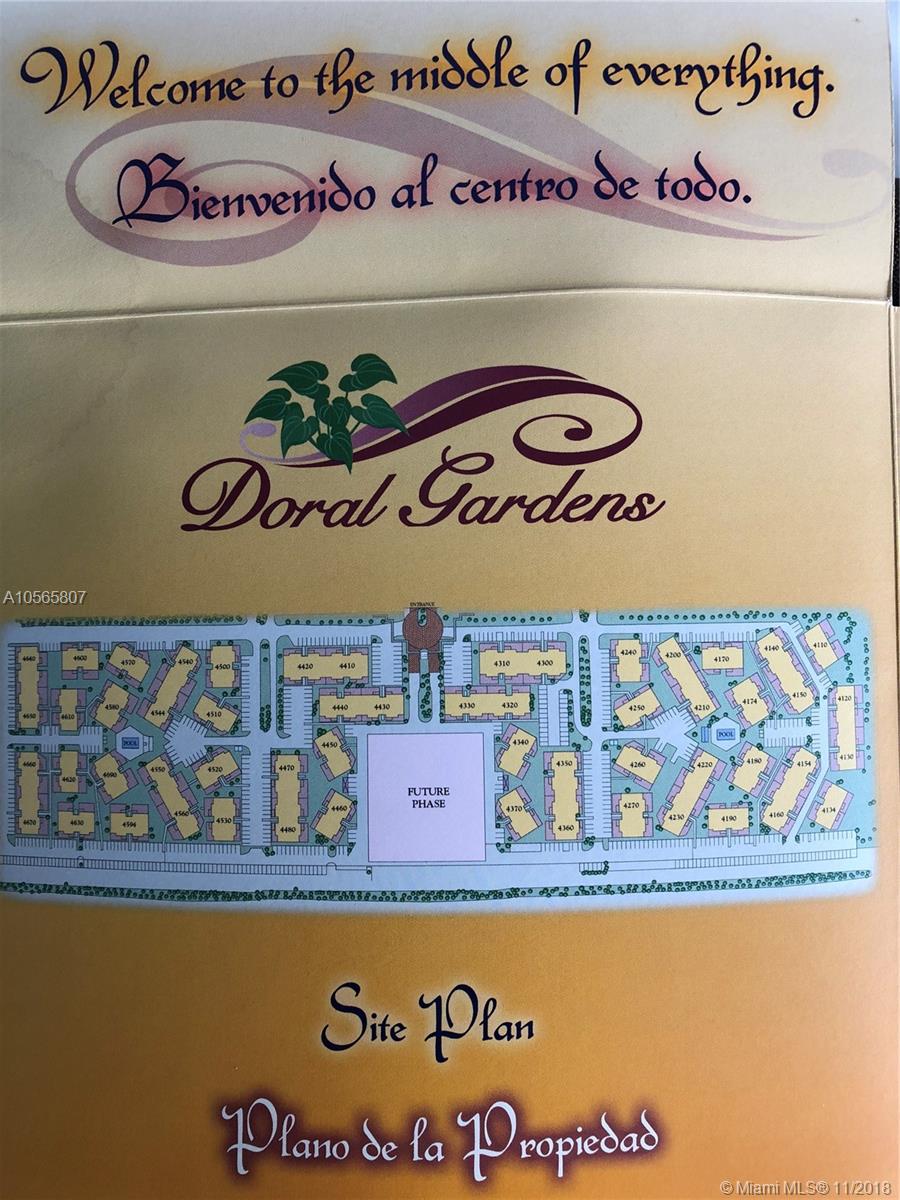 Welcome to the middle of everything.
Bienvenido al centro de todo.
Doral Gardens
A10565807
ENTRANCE
4640 4600 4570 4540 4500 4420 4410 4310 4300 4240 4200 4170 4140 4110
4650 4610 4580 4544 4510 4440 4430 4330 4320 4250 4210 4174 4150 4120
POOL POOL
4660 4620 4690 4550 4520 4470 4450 4340 4350 4260 4220 4180 4154 4130
FUTURE
PHASE
4670 4630 4594 4560 4530 4480 4460 4370 4360 4270 4230 4190 4160 4134
Site Plan
Plano de la Propiedad
© Miami MLS® 11/2018